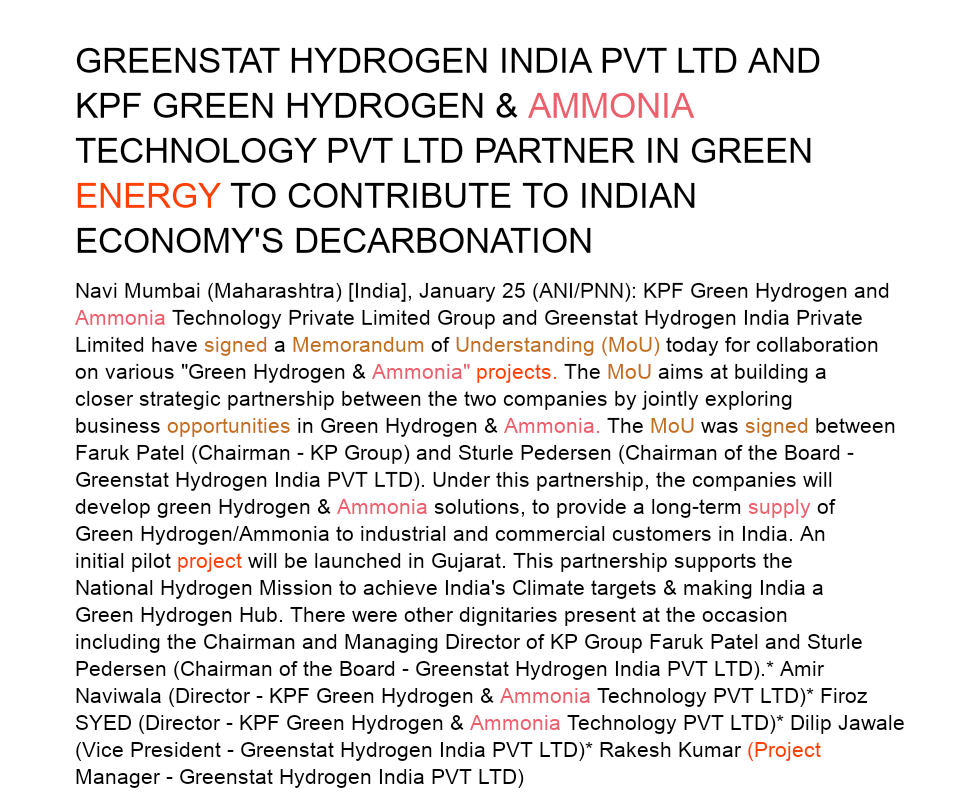 GREENSTAT HYDROGEN INDIA PVT LTD AND
KPF GREEN HYDROGEN & AMMONIA
TECHNOLOGY PVT LTD PARTNER IN GREEN
ENERGY TO CONTRIBUTE TO INDIAN
ECONOMY'S DECARBONATION
Navi Mumbai (Maharashtra) [India], January 25 (ANI/PNN): KPF Green Hydrogen and
Ammonia Technology Private Limited Group and Greenstat Hydrogen India Private
Limited have signed a Memorandum of Understanding (MoU) today for collaboration
on various "Green Hydrogen & Ammonia" projects. The MoU aims at building a
closer strategic partnership between the two companies by jointly exploring
business opportunities in Green Hydrogen & Ammonia. The MoU was signed between
Faruk Patel (Chairman - KP Group) and Sturle Pedersen (Chairman of the Board -
Greenstat Hydrogen India PVT LTD). Under this partnership, the companies will
develop green Hydrogen & Ammonia solutions, to provide a long-term supply of
Green Hydrogen/Ammonia to industrial and commercial customers in India. An
initial pilot project will be launched in Gujarat. This partnership supports the
National Hydrogen Mission to achieve India's Climate targets & making India a
Green Hydrogen Hub. There were other dignitaries present at the occasion
including the Chairman and Managing Director of KP Group Faruk Patel and Sturle
Pedersen (Chairman of the Board - Greenstat Hydrogen India PVT LTD).* Amir
Naviwala (Director - KPF Green Hydrogen & Ammonia Technology PVT LTD)* Firoz
SYED (Director - KPF Green Hydrogen & Ammonia Technology PVT LTD)* Dilip Jawale
(Vice President - Greenstat Hydrogen India PVT LTD)* Rakesh Kumar (Project
Manager - Greenstat Hydrogen India PVT LTD)